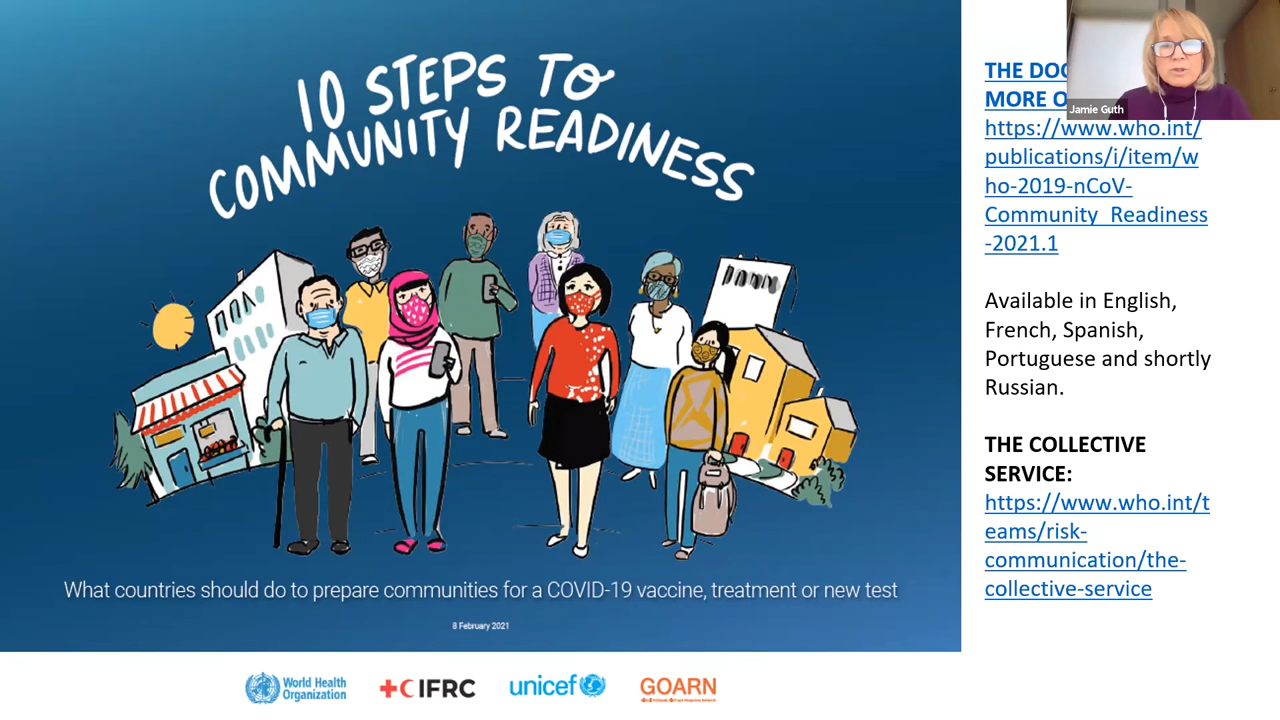 10 STEPS TO
COMMUNITY READINESS
What countries should do to prepare communities for a COVID-19 vaccine, treatment or new test
8 February 2021
World Health
Organization
IFRC
unicef
GOARN
THE DOC
MORE O
https://www.who.int/
publications/i/item/w
ho-2019-nCoV-
Community_Readiness
-2021.1
Available in English,
French, Spanish,
Portuguese and shortly
Russian.
THE COLLECTIVE
SERVICE:
https://www.who.int/t
eams/risk-
communication/the-
collective-service
Jamie Guth